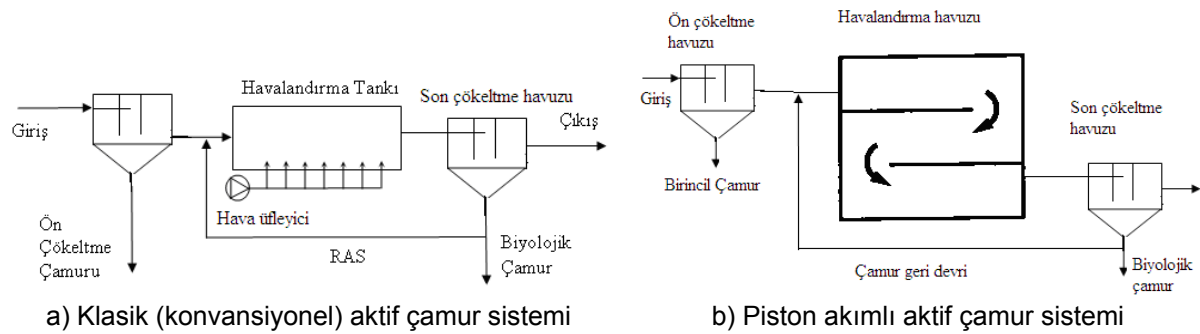 Giriş
Havalandırma Tankı
Son çökeltme havuzu
Çıkış
Hava üfleyici
Ön
Çökeltme
Çamuru
RAS
Biyolojik
Çamur
a) Klasik (konvansiyonel) aktif çamur sistemi
Ön çökeltme
havuzu
Havalandırma havuzu
Giriş
Birincil Çamur
Son çökeltme
havuzu
Çamur geri devri
Biyolojik
çamur
b) Piston akımlı aktif çamur sistemi